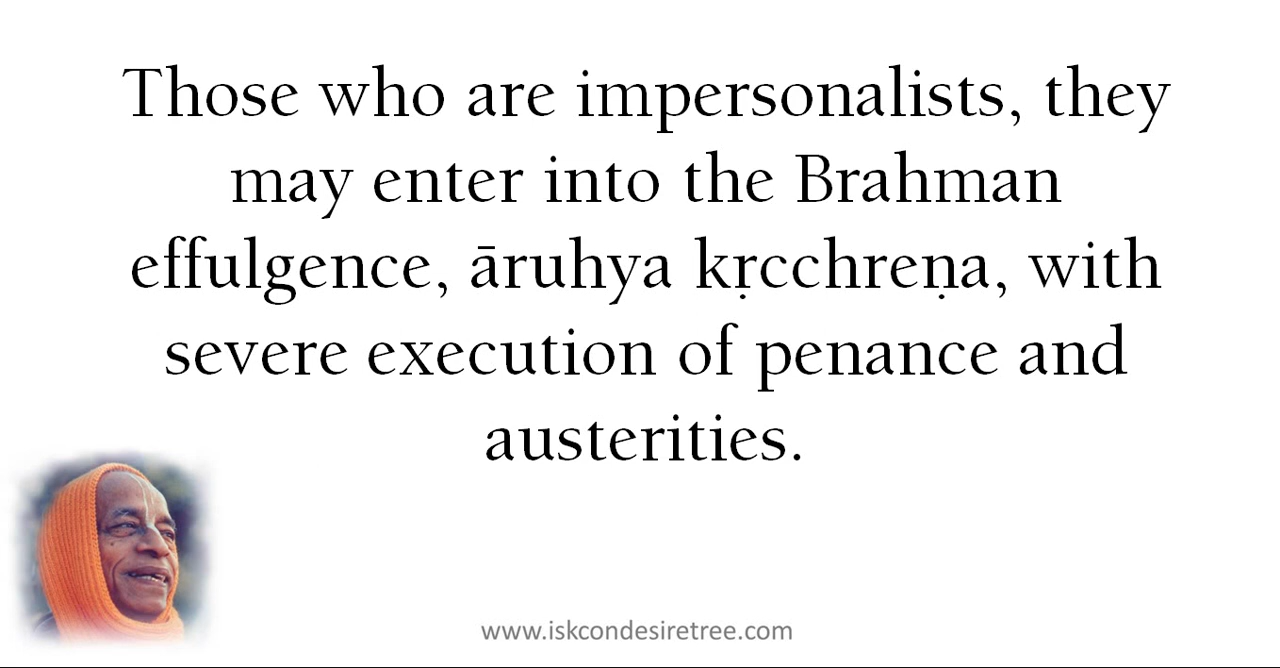 Those who are impersonalists, they
may enter into the Brahman
effulgence, āruhya kṛcchreṇa, with
severe execution of penance and
austerities.
www.iskcondesiretree.com